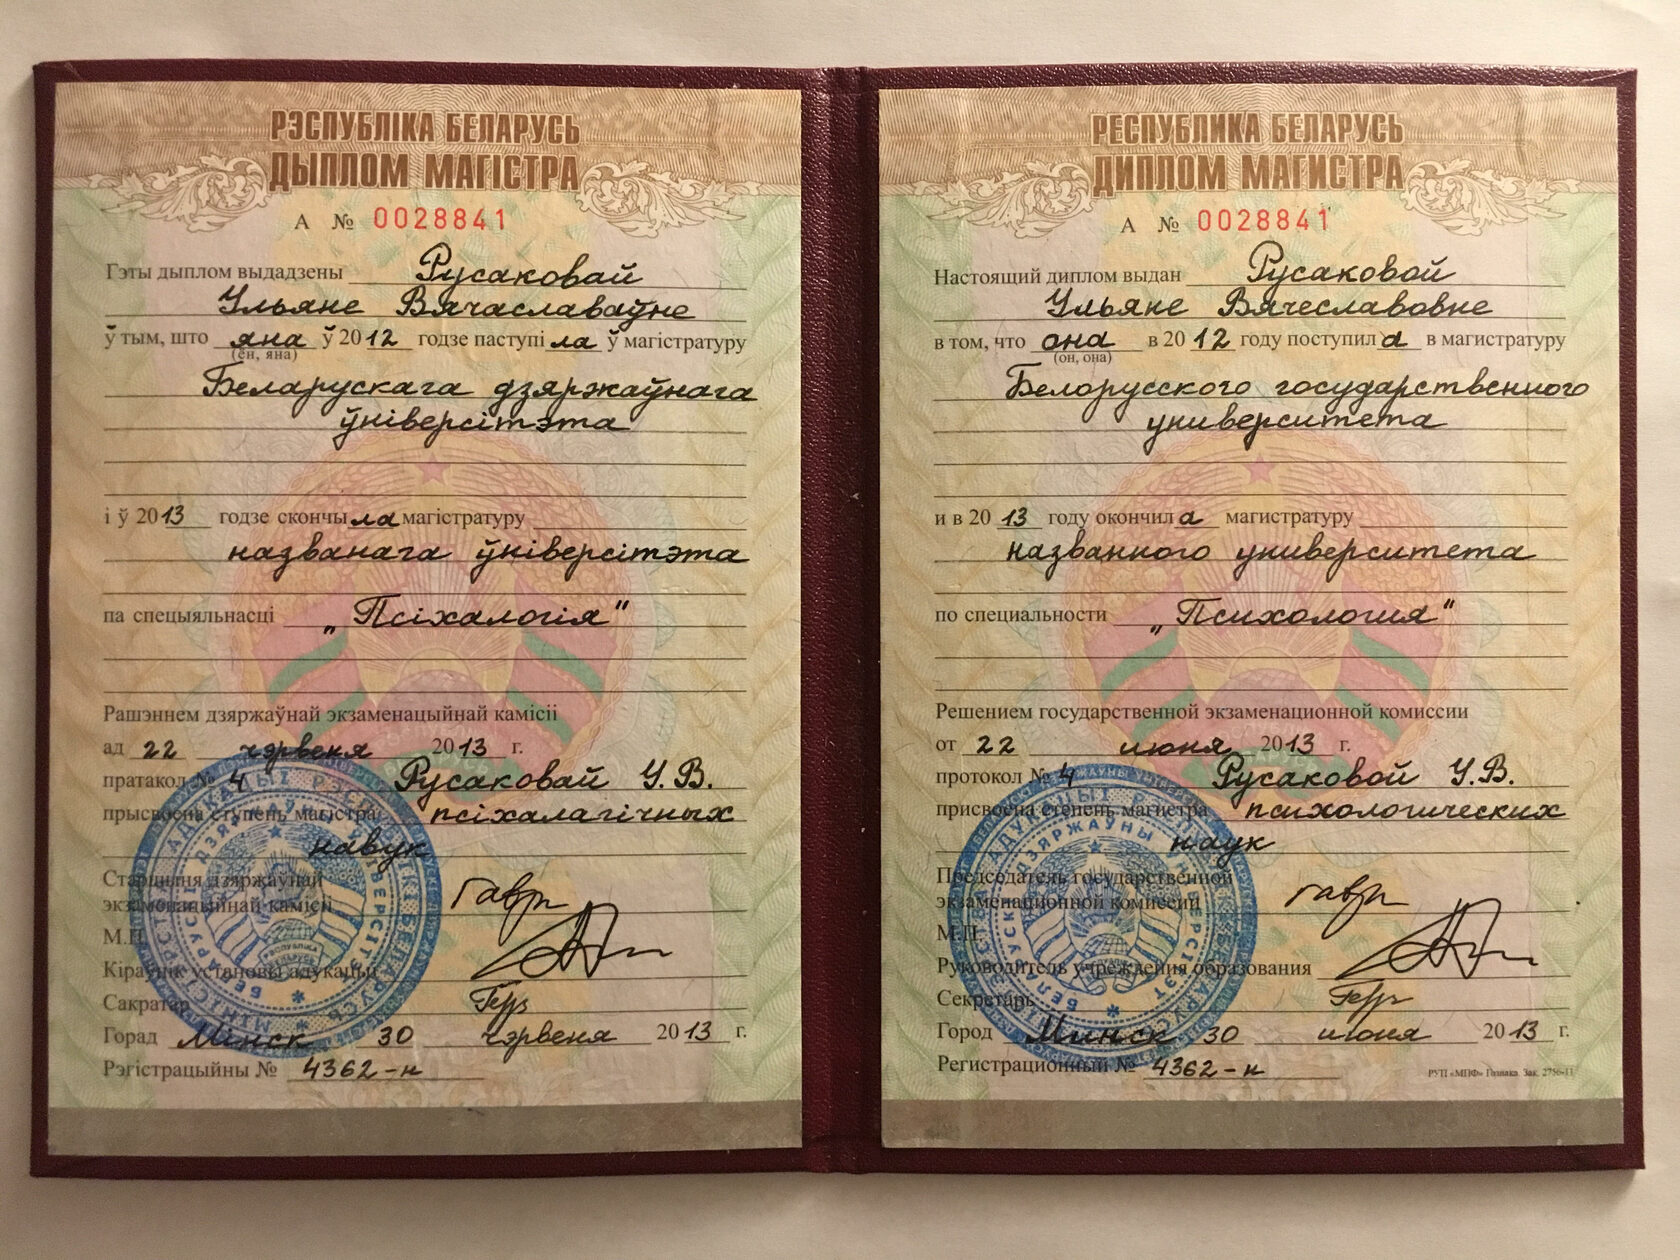 РЭСПУБЛІКА БЕЛАРУСЬ
ДЫПЛОМ МАГІСТРА
А № 0028841
Гэты дыплом выдадзены Русаковай
Ульяне Вячаславаўне
ў тым, што яна ў 2012 годзе паступіла ў магістратуру
(ён, яна)
Беларускага дзяржаўнага
ўніверсітэта
і ў 2013 годзе скончыла магістратуру
названага ўніверсітэта
па спецыяльнасці „Псіхалогія"
Рашэннем дзяржаўнай экзаменацыйнай камісіі
ад 22 чэрвеня 2013 г.
пратакол № 4 Русаковай У.В.
прысвоена ступень магістра псіхалагічных
навук
Старшыня дзяржаўнай
экзаменацыйнай камісіі
М.П.
Кіраўнік установы адукацыі
Сакратар
Горад Мінск 30 чэрвеня 2013 г.
Рэгістрацыйны № 4362-н
РЕСПУБЛИКА БЕЛАРУСЬ
ДИПЛОМ МАГИСТРА
А № 0028841
Настоящий диплом выдан Русаковой
Ульяне Вячеславовне
в том, что она в 2012 году поступила в магистратуру
(он, она)
Белорусского государственного
университета
и в 2013 году окончила магистратуру
названного университета
по специальности „Психология"
Решением государственной экзаменационной комиссии
от 22 июня 2013 г.
протокол № 4 Русаковой У.В.
присвоена степень магистра психологических
наук
Председатель государственной
экзаменационной комиссии
М.П.
Руководитель учреждения образования
Секретарь
Город Минск 30 июня 2013 г.
Регистрационный № 4362-н
РУП «МПФ» Гознака. Зак. 2756-11